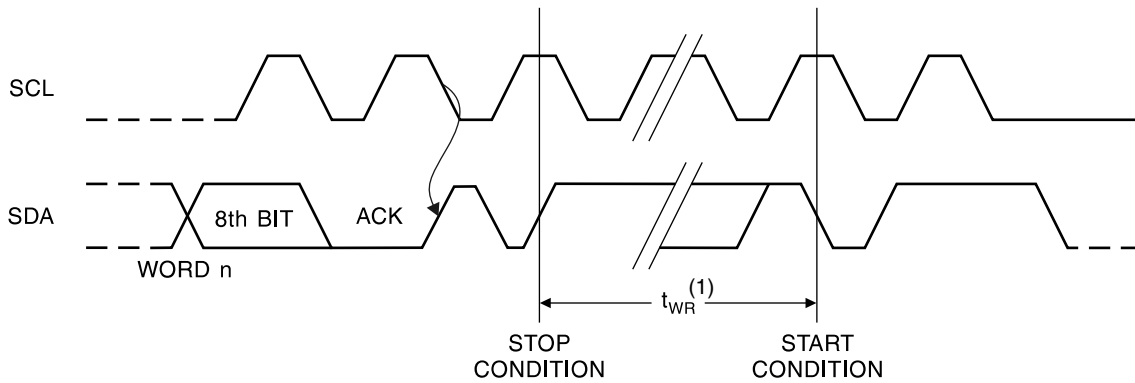 SCL
SDA
8th BIT
ACK
WORD n
tWR(1)
STOP
CONDITION
START
CONDITION